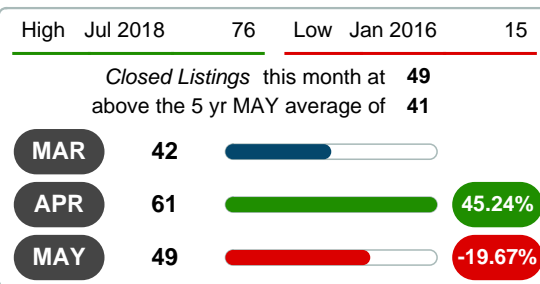 High Jul 2018 76 Low Jan 2016 15
Closed Listings this month at 49
above the 5 yr MAY average of 41
MAR 42
APR 61 45.24%
MAY 49 -19.67%